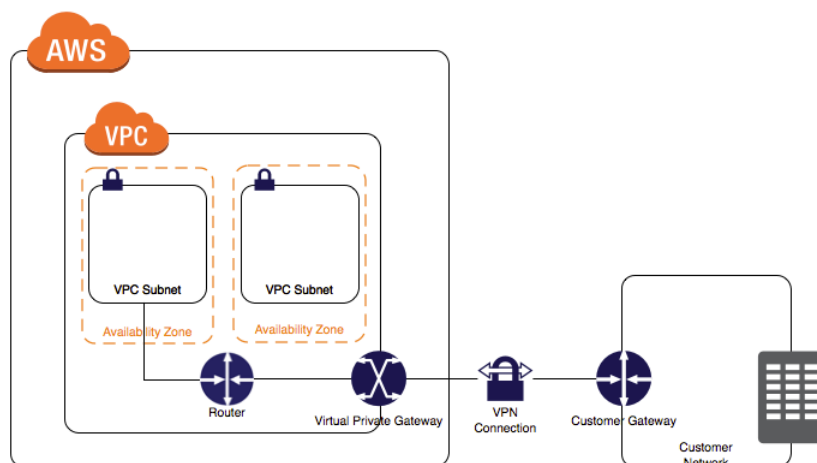 AWS
VPC
VPC Subnet
VPC Subnet
Availability Zone
Availability Zone
Router
Virtual Private Gateway
VPN
Connection
Customer Gateway
Customer
Network